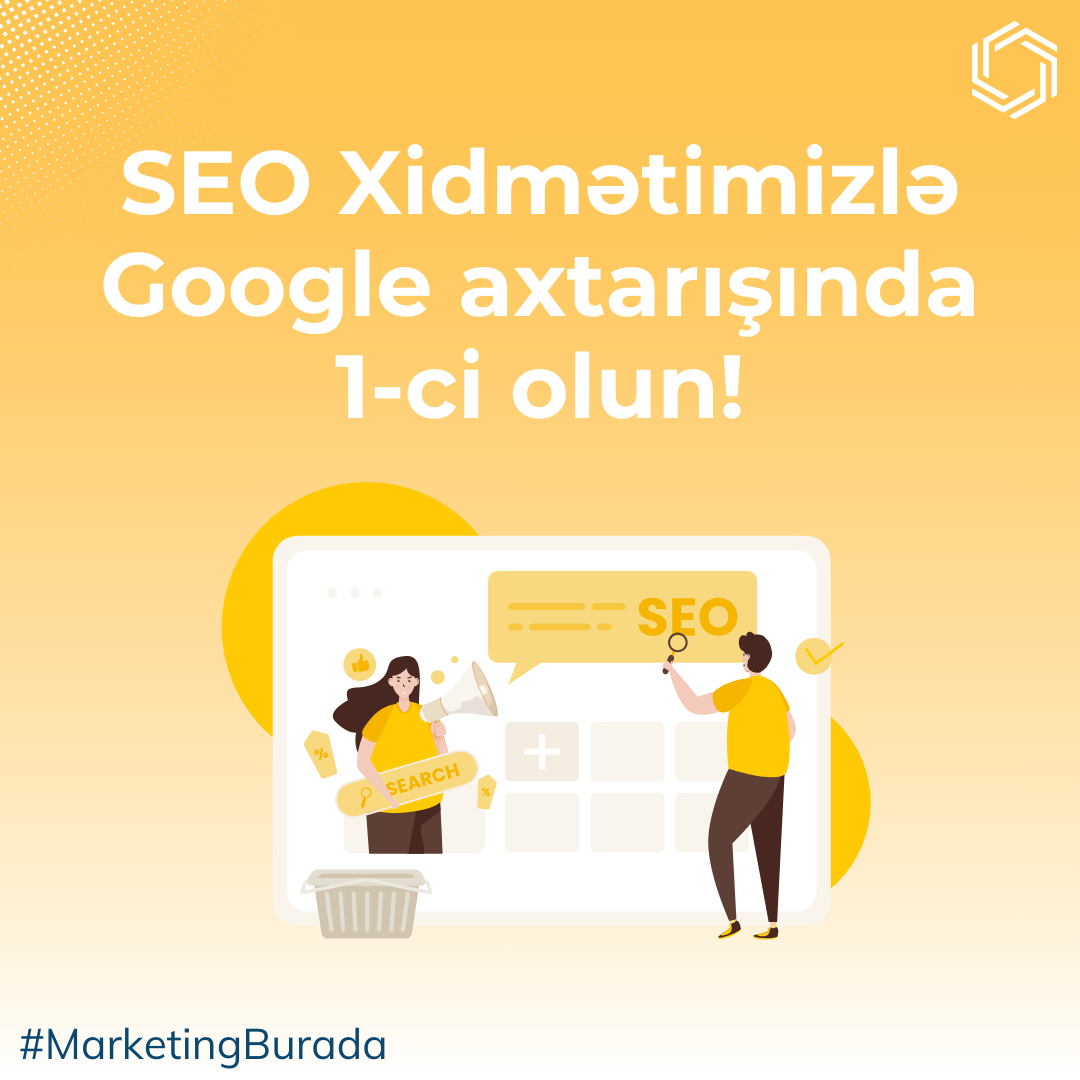 SEO Xidmətimizlə
Google axtarışında
1-ci olun!
SEO
%
SEARCH
%
#MarketingBurada